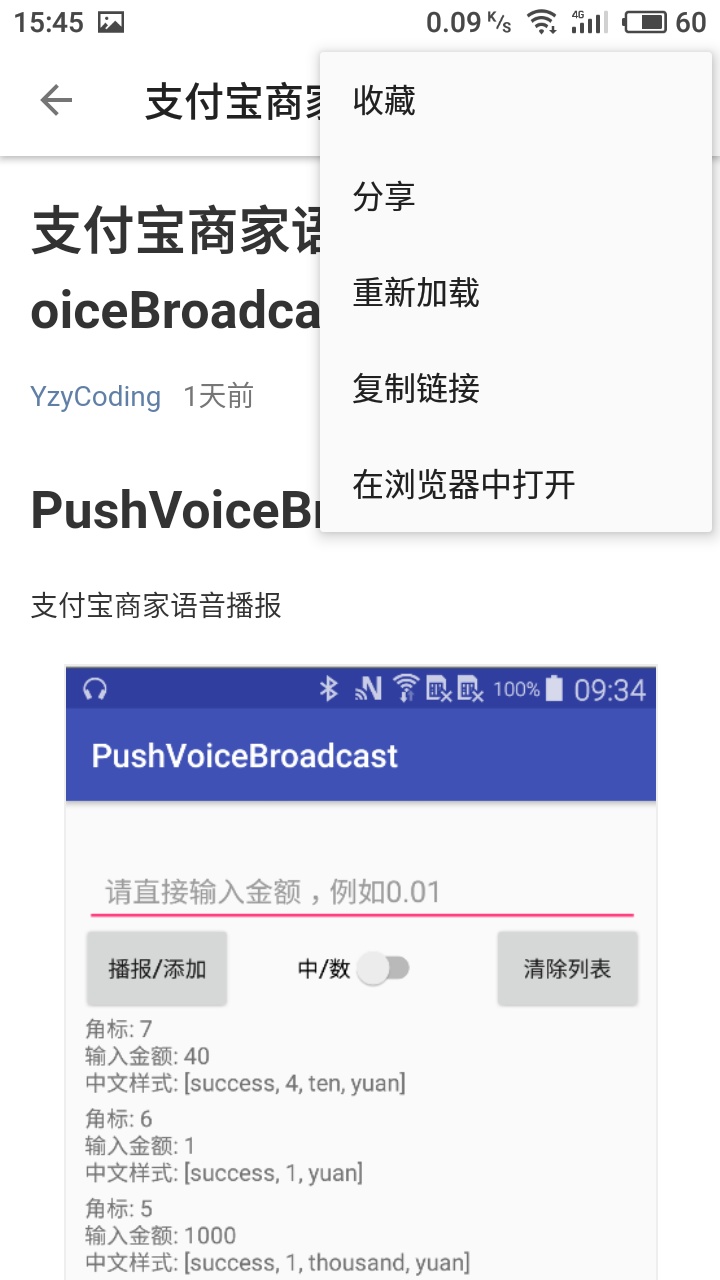 15:45 0.09 K/s 4G 60
支付宝商家
收藏
分享
重新加载
复制链接
在浏览器中打开
支付宝商家语
oiceBroadca
YzyCoding 1天前
PushVoiceB
支付宝商家语音播报
100% 09:34
PushVoiceBroadcast
请直接输入金额，例如0.01
播报/添加 中/数 清除列表
角标: 7
输入金额: 40
中文样式: [success, 4, ten, yuan]
角标: 6
输入金额: 1
中文样式: [success, 1, yuan]
角标: 5
输入金额: 1000
中文样式: [success, 1, thousand, yuan]